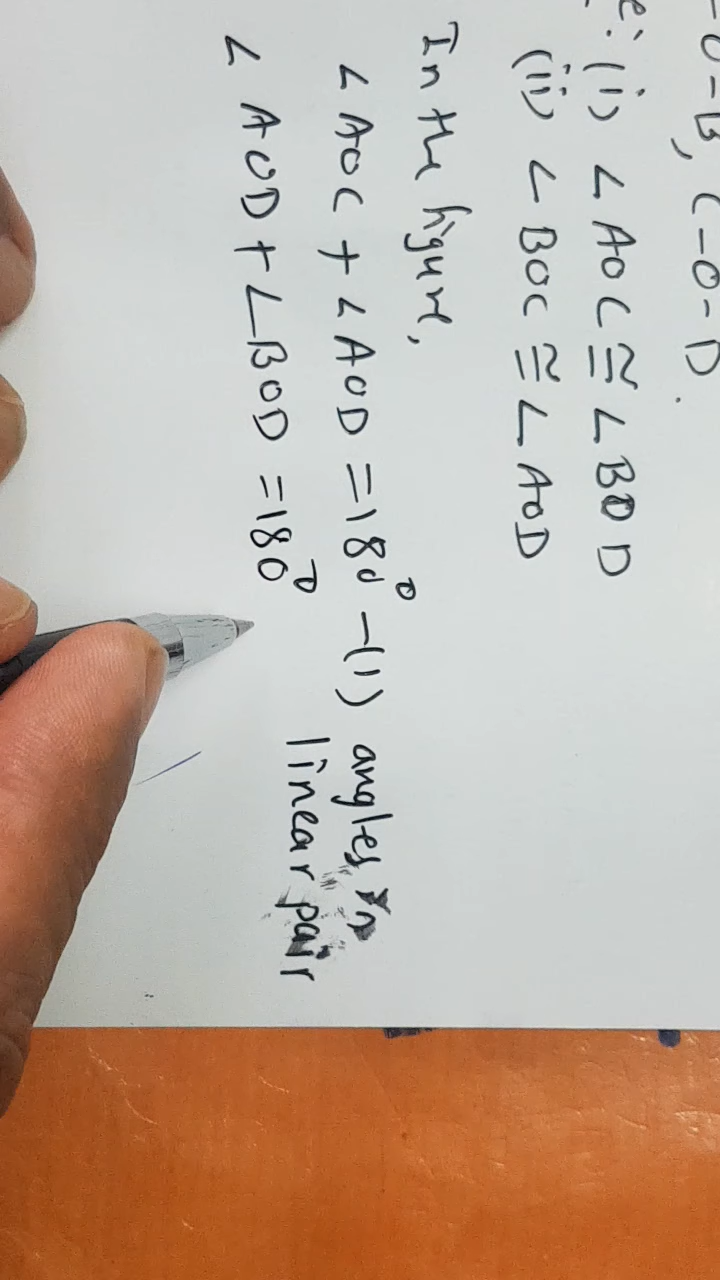 -O-B, C-O-D.
e: (i) ∠AOC ≅ ∠BOD
(ii) ∠BOC ≅ ∠AOD
In the figure,
∠AOC + ∠AOD = 180° -(1) angles in
linear pair
∠AOD + ∠BOD = 180°